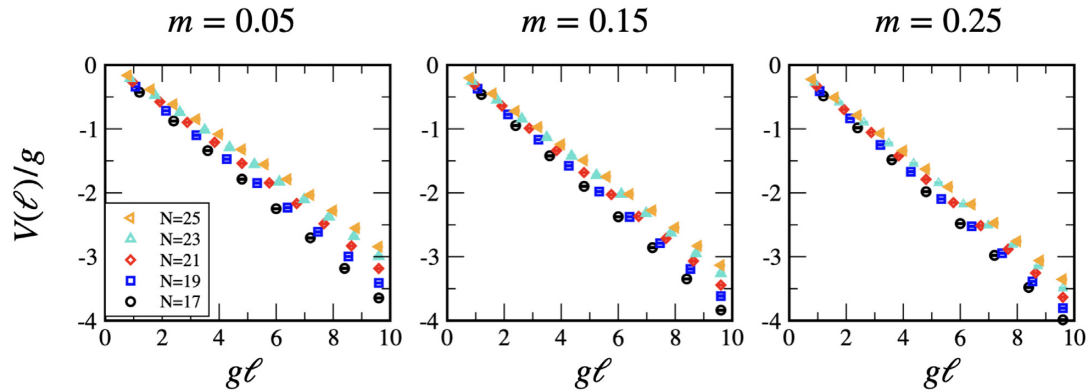 m = 0.05 m = 0.15 m = 0.25
V(ℓ)/g
0 0 0
-1 -1 -1
-2 -2 -2
-3 -3 -3
-4 -4 -4
N=25
N=23
N=21
N=19
N=17
0 2 4 6 8 10 0 2 4 6 8 10 0 2 4 6 8 10
gℓ gℓ gℓ